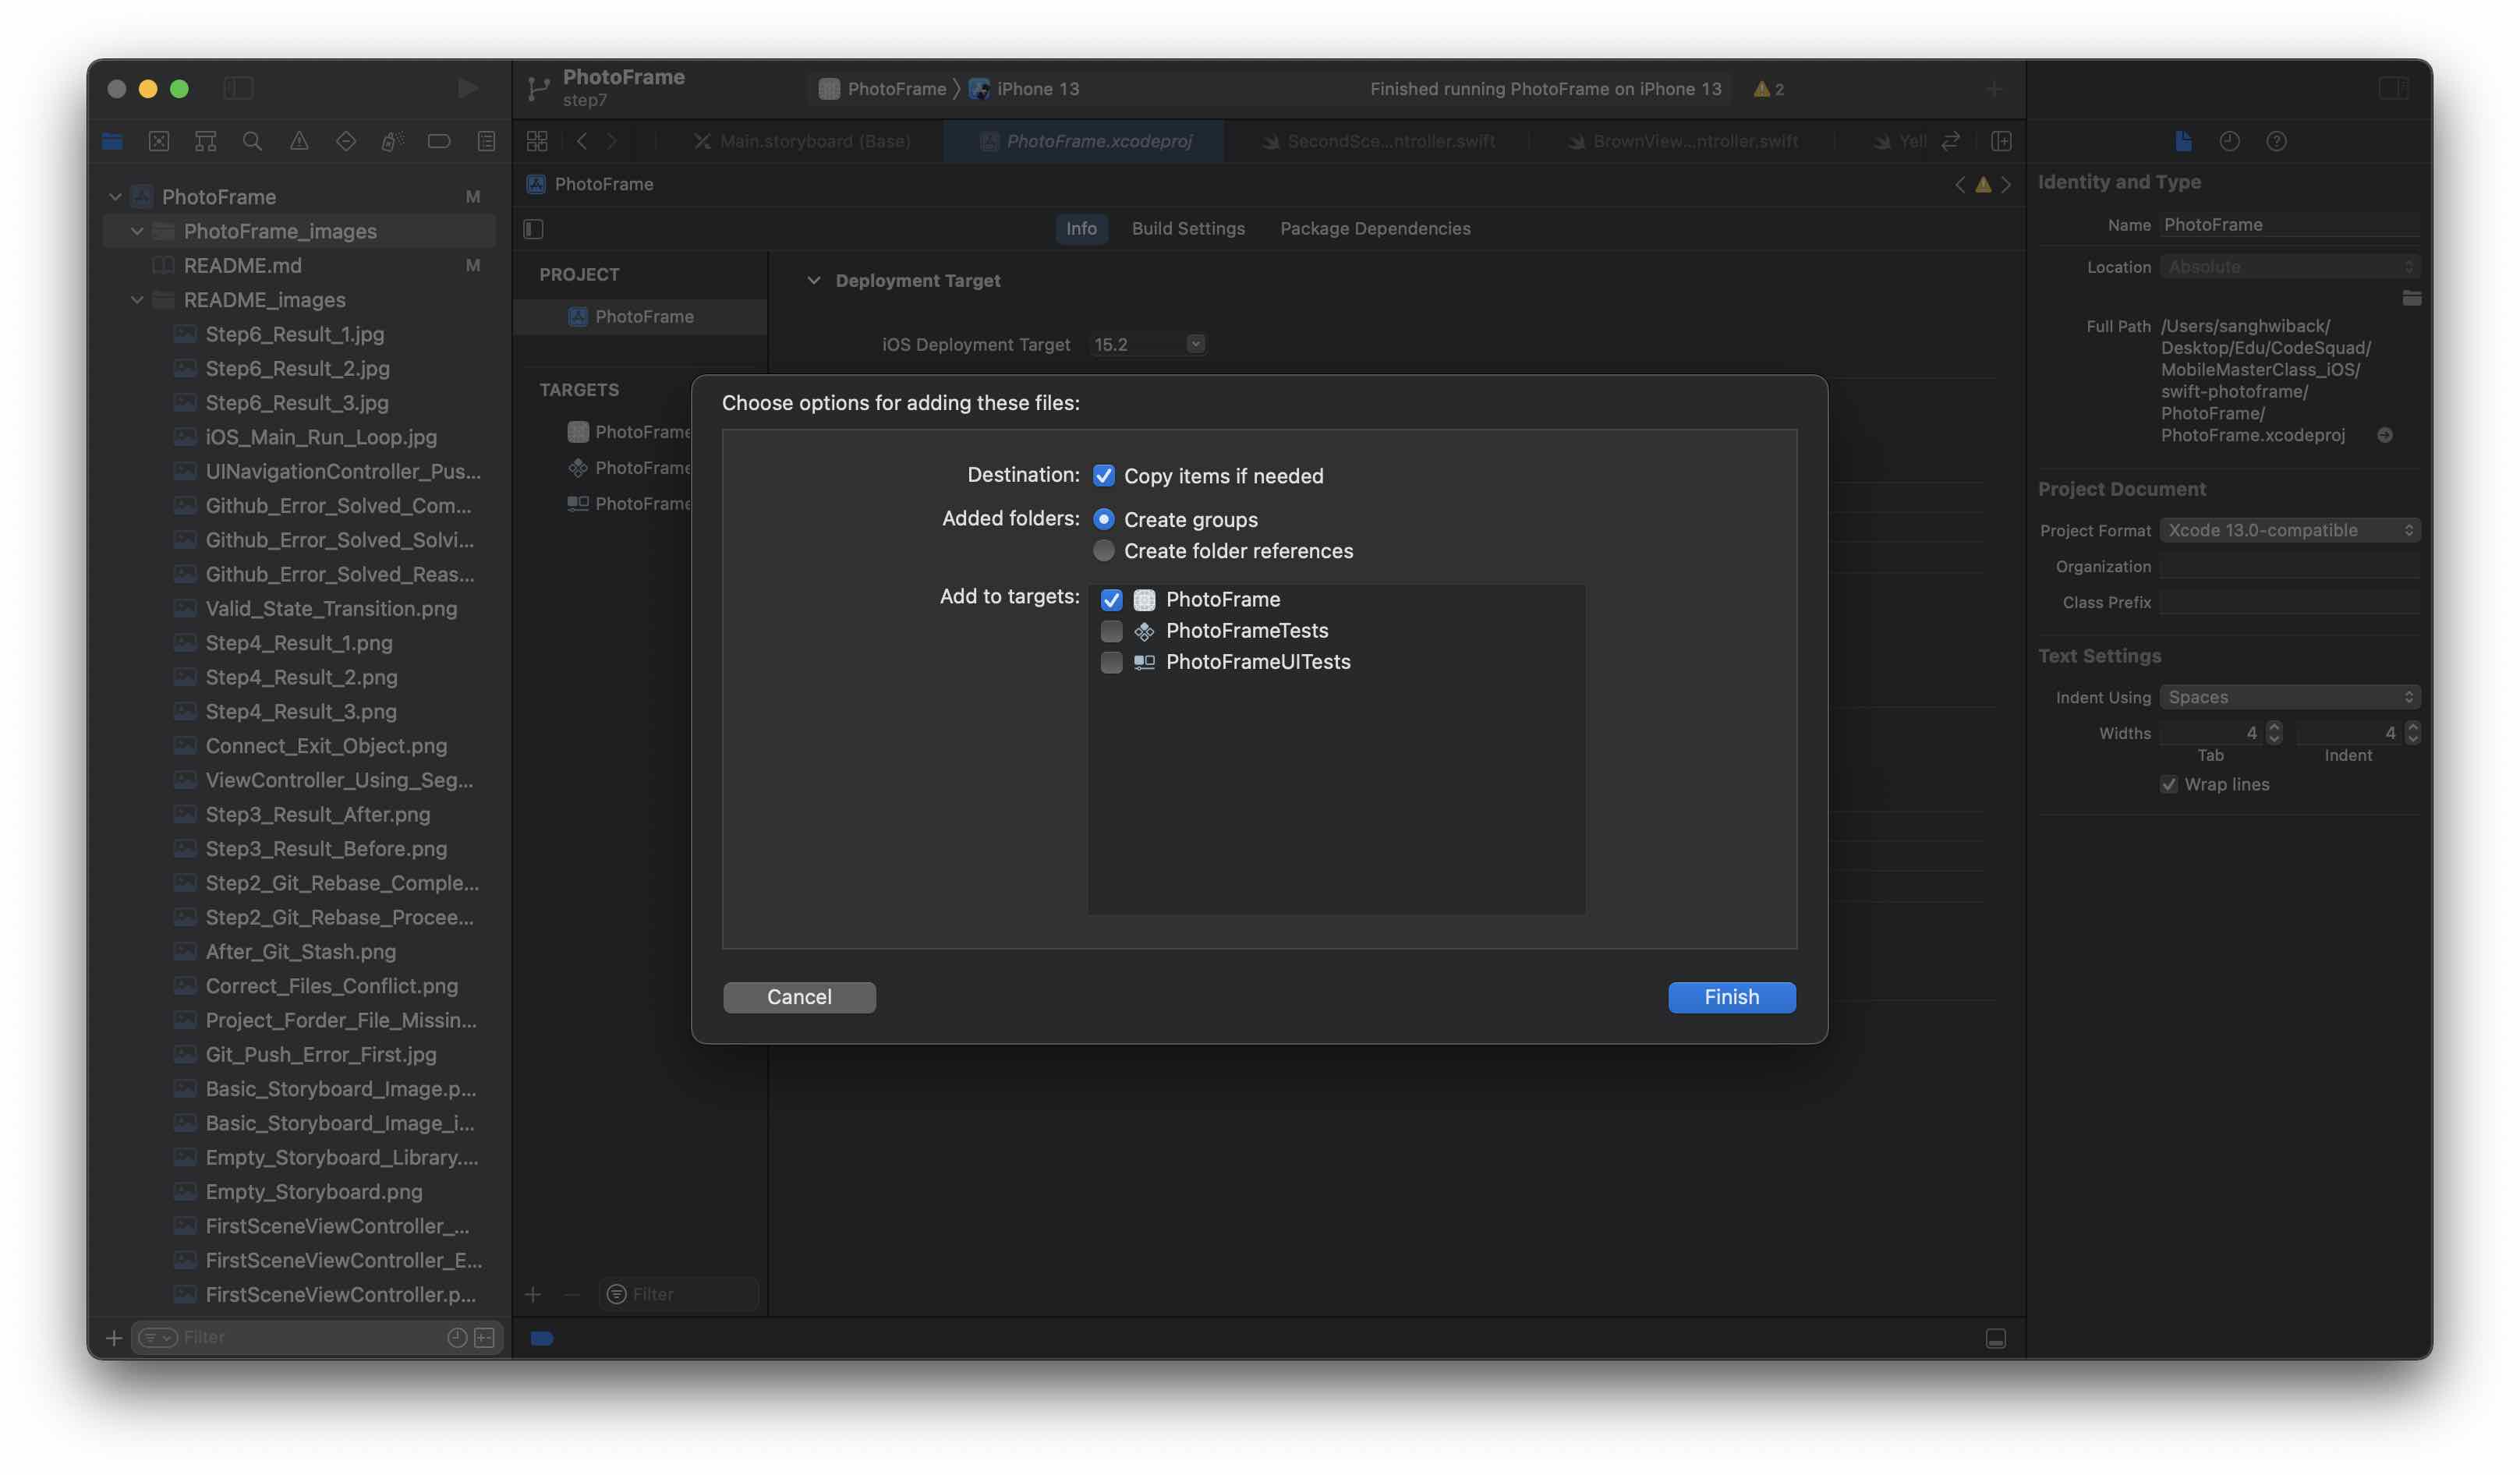 PhotoFrame
step7
PhotoFrame
iPhone 13
Finished running PhotoFrame on iPhone 13
2
Main.storyboard (Base)
PhotoFrame.xcodeproj
SecondSce...ntroller.swift
BrownView...ntroller.swift
Yell
PhotoFrame
M
PhotoFrame_images
README.md
M
README_images
Step6_Result_1.jpg
Step6_Result_2.jpg
Step6_Result_3.jpg
iOS_Main_Run_Loop.jpg
UINavigationController_Pus...
Github_Error_Solved_Com...
Github_Error_Solved_Solvi...
Github_Error_Solved_Reas...
Valid_State_Transition.png
Step4_Result_1.png
Step4_Result_2.png
Step4_Result_3.png
Connect_Exit_Object.png
ViewController_Using_Seg...
Step3_Result_After.png
Step3_Result_Before.png
Step2_Git_Rebase_Comple...
Step2_Git_Rebase_Procee...
After_Git_Stash.png
Correct_Files_Conflict.png
Project_Forder_File_Missin...
Git_Push_Error_First.jpg
Basic_Storyboard_Image.p...
Basic_Storyboard_Image_i...
Empty_Storyboard_Library....
Empty_Storyboard.png
FirstSceneViewController_...
FirstSceneViewController_E...
FirstSceneViewController.p...
Filter
PhotoFrame
Info
Build Settings
Package Dependencies
PROJECT
PhotoFrame
TARGETS
PhotoFrame
PhotoFrame
PhotoFrame
Filter
Deployment Target
iOS Deployment Target 15.2
Choose options for adding these files:
Destination: Copy items if needed
Added folders: Create groups
Create folder references
Add to targets: PhotoFrame
PhotoFrameTests
PhotoFrameUITests
Cancel
Finish
Identity and Type
Name PhotoFrame
Location Absolute
Full Path /Users/sanghwiback/
Desktop/Edu/CodeSquad/
MobileMasterClass_iOS/
swift-photoframe/
PhotoFrame/
PhotoFrame.xcodeproj
Project Document
Project Format Xcode 13.0-compatible
Organization
Class Prefix
Text Settings
Indent Using Spaces
Widths 4 4
Tab Indent
Wrap lines